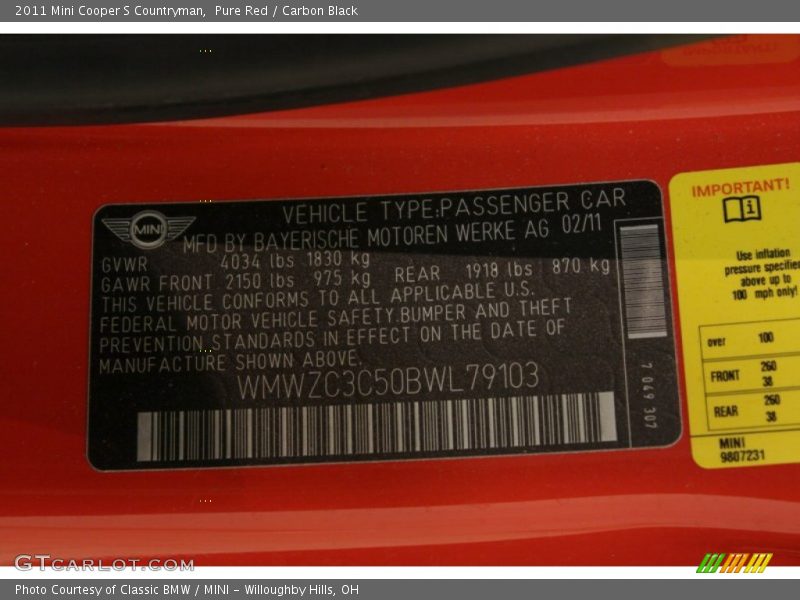 2011 Mini Cooper S Countryman,  Pure Red / Carbon Black
MINI
VEHICLE TYPE:PASSENGER CAR
MFD BY BAYERISCHE MOTOREN WERKE AG 02/11
GVWR 4034 lbs 1830 kg
GAWR FRONT 2150 lbs 975 kg REAR 1918 lbs 870 kg
THIS VEHICLE CONFORMS TO ALL APPLICABLE U.S.
FEDERAL MOTOR VEHICLE SAFETY,BUMPER AND THEFT
PREVENTION STANDARDS IN EFFECT ON THE DATE OF
MANUFACTURE SHOWN ABOVE.
WMWZC3C50BWL79103
7 049 307
IMPORTANT!
i
Use inflation
pressure specified
above up to
100 mph only!
over 100
FRONT 260
38
REAR 260
38
MINI
9807231
GTCARLOT.COM
Photo Courtesy of Classic BMW / MINI - Willoughby Hills, OH